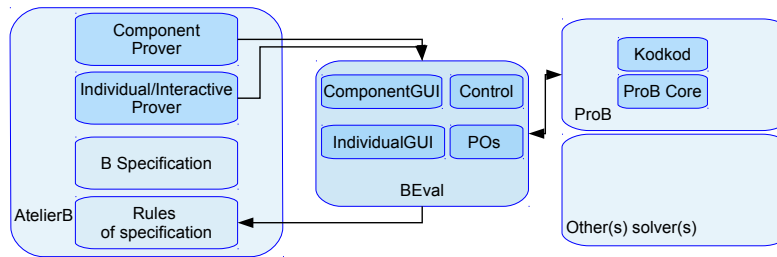 Component
Prover
Individual/Interactive
Prover
B Specification
AtelierB
Rules
of specification
ComponentGUI
Control
IndividualGUI
POs
BEval
Kodkod
ProB Core
ProB
Other(s) solver(s)